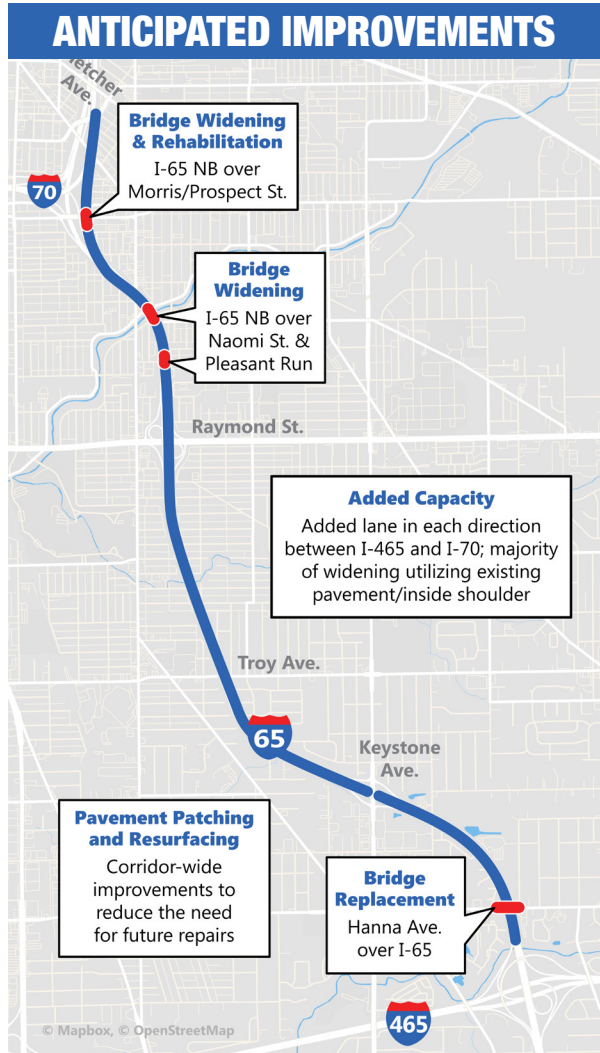 ANTICIPATED IMPROVEMENTS
Ave.
Bridge Widening
& Rehabilitation
I-65 NB over
Morris/Prospect St.
70
Bridge
Widening
I-65 NB over
Naomi St. &
Pleasant Run
Raymond St.
Added Capacity
Added lane in each direction
between I-465 and I-70; majority
of widening utilizing existing
pavement/inside shoulder
Troy Ave.
65
Keystone
Ave.
Pavement Patching
and Resurfacing
Corridor-wide
improvements to
reduce the need
for future repairs
Bridge
Replacement
Hanna Ave.
over I-65
465
© Mapbox, © OpenStreetMap